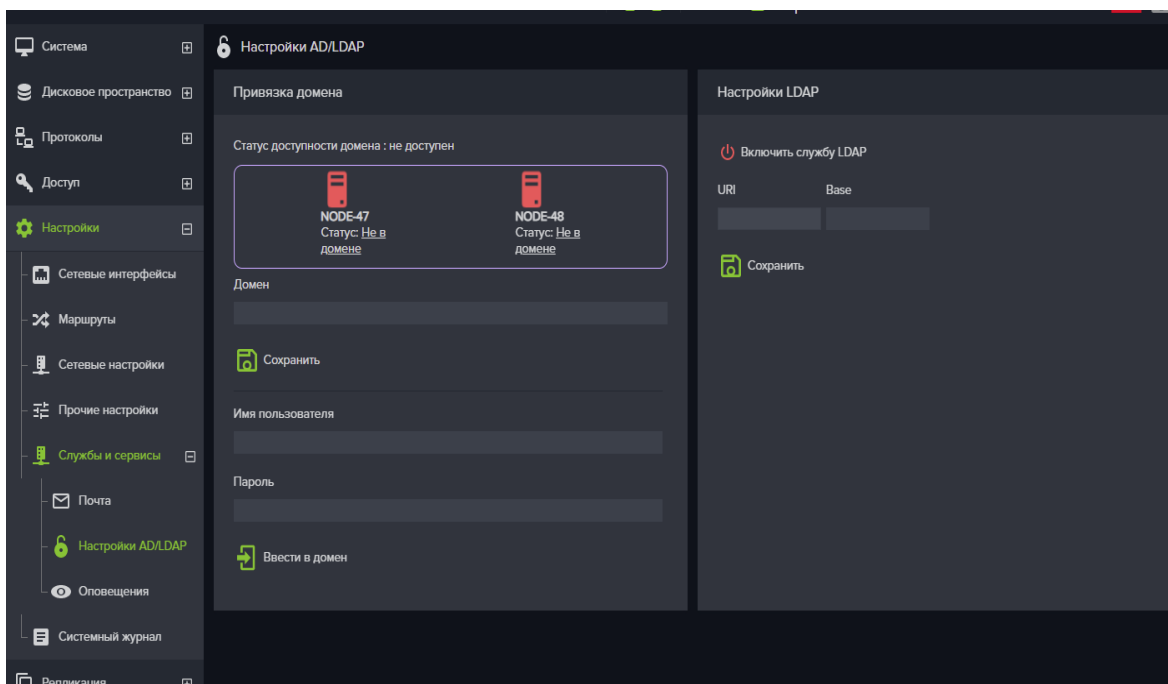 Система
Дисковое пространство
Протоколы
Доступ
Настройки
Сетевые интерфейсы
Маршруты
Сетевые настройки
Прочие настройки
Службы и сервисы
Почта
Настройки AD/LDAP
Оповещения
Системный журнал
Репликация
Настройки AD/LDAP
Привязка домена
Статус доступности домена : не доступен
NODE-47
Статус: Не в
домене
NODE-48
Статус: Не в
домене
Домен
Сохранить
Имя пользователя
Пароль
Ввести в домен
Настройки LDAP
Включить службу LDAP
URI
Base
Сохранить